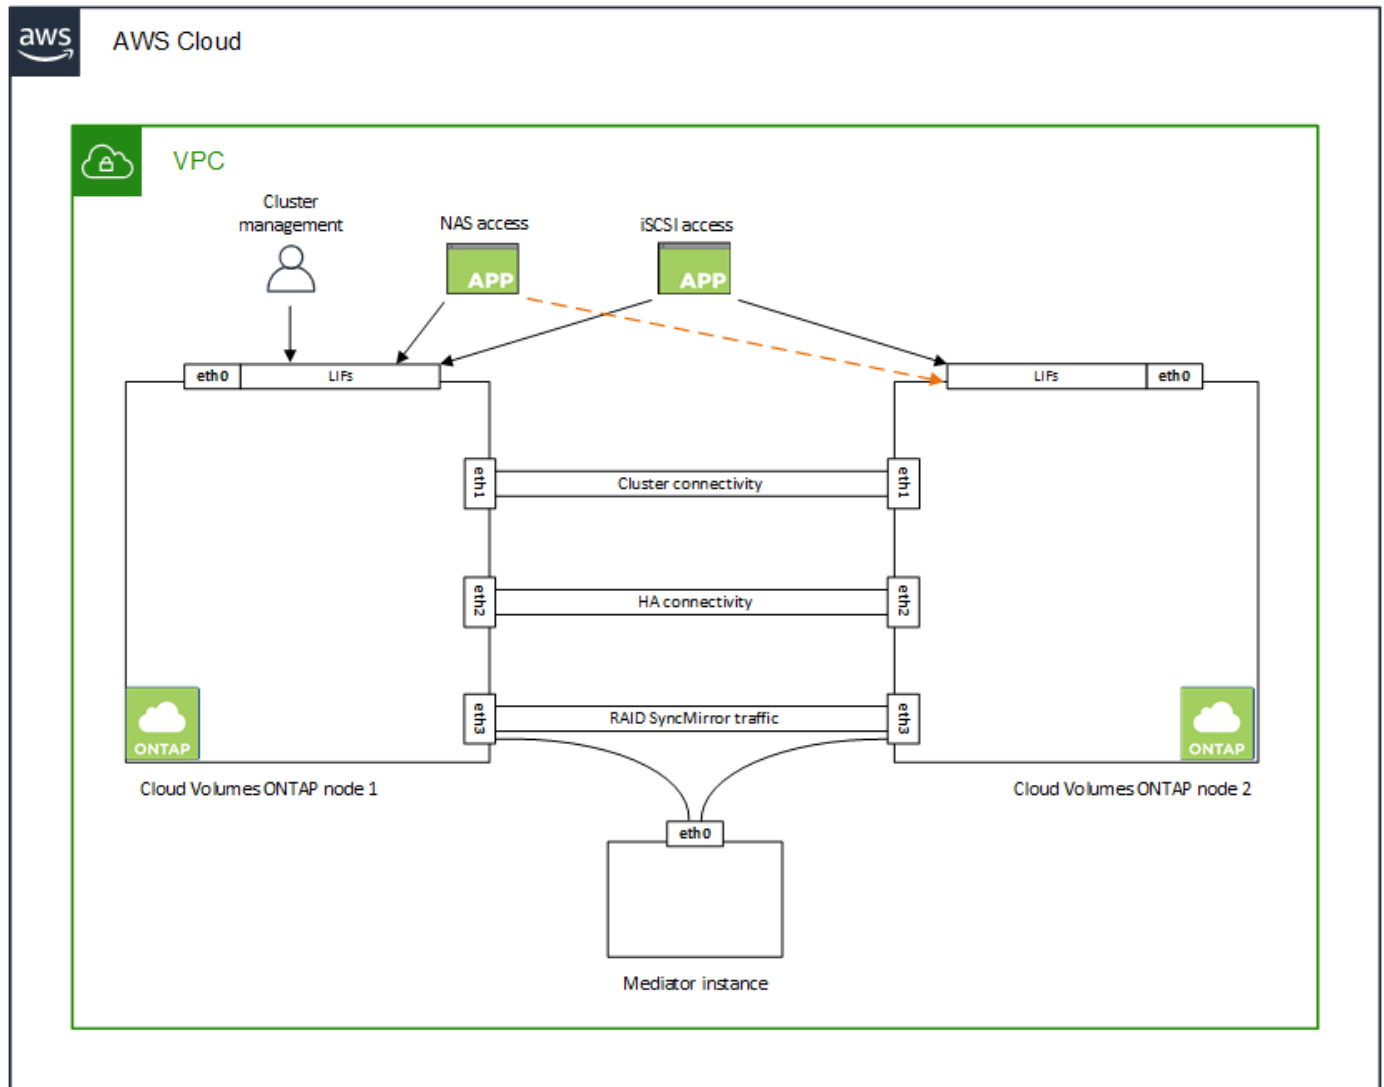 aws
AWS Cloud
VPC
Cluster
management
NAS access
iSCSI access
APP
APP
eth0
LIFs
LIFs
eth0
eth1
Cluster connectivity
eth1
eth2
HA connectivity
eth2
eth3
RAID SyncMirror traffic
eth3
ONTAP
ONTAP
Cloud Volumes ONTAP node 1
Cloud Volumes ONTAP node 2
eth0
Mediator instance